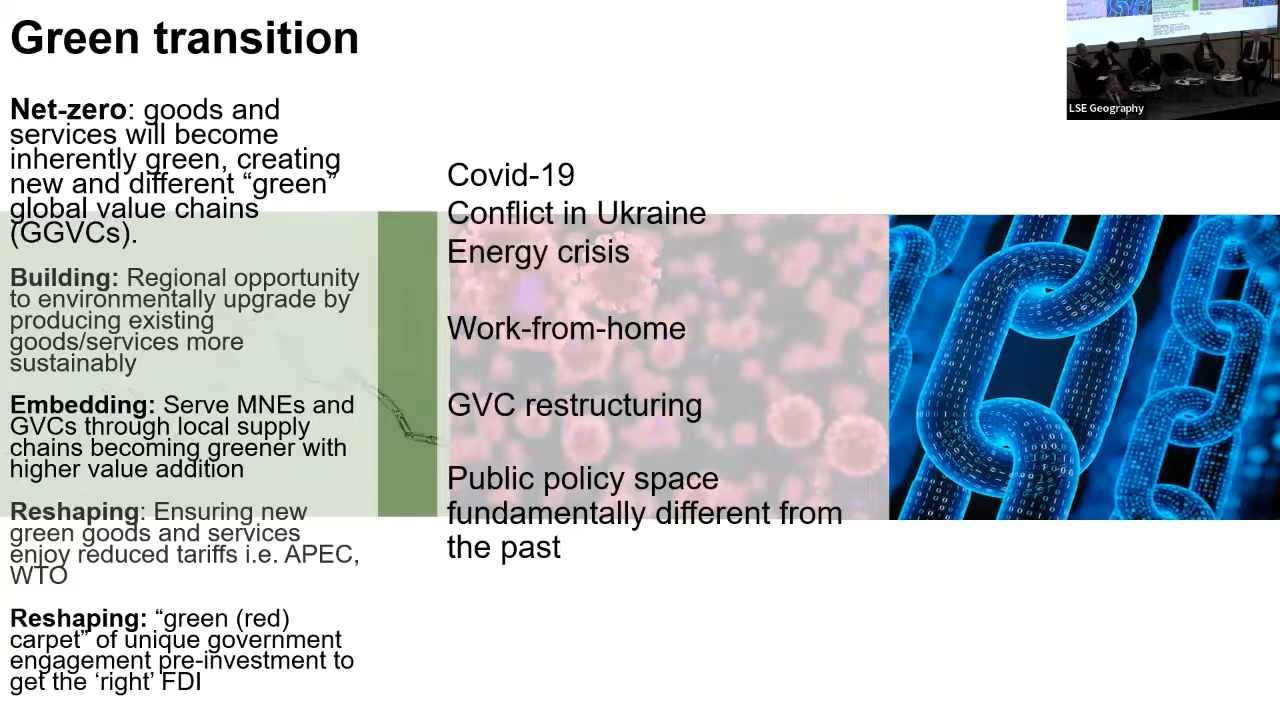 Green transition
Net-zero: goods and
services will become
inherently green, creating
new and different “green”
global value chains
(GGVCs).
Building: Regional opportunity
to environmentally upgrade by
producing existing
goods/services more
sustainably
Embedding: Serve MNEs and
GVCs through local supply
chains becoming greener with
higher value addition
Reshaping: Ensuring new
green goods and services
enjoy reduced tariffs i.e. APEC,
WTO
Reshaping: “green (red)
carpet” of unique government
engagement pre-investment to
get the ‘right’ FDI
Covid-19
Conflict in Ukraine
Energy crisis
Work-from-home
GVC restructuring
Public policy space
fundamentally different from
the past
LSE Geography